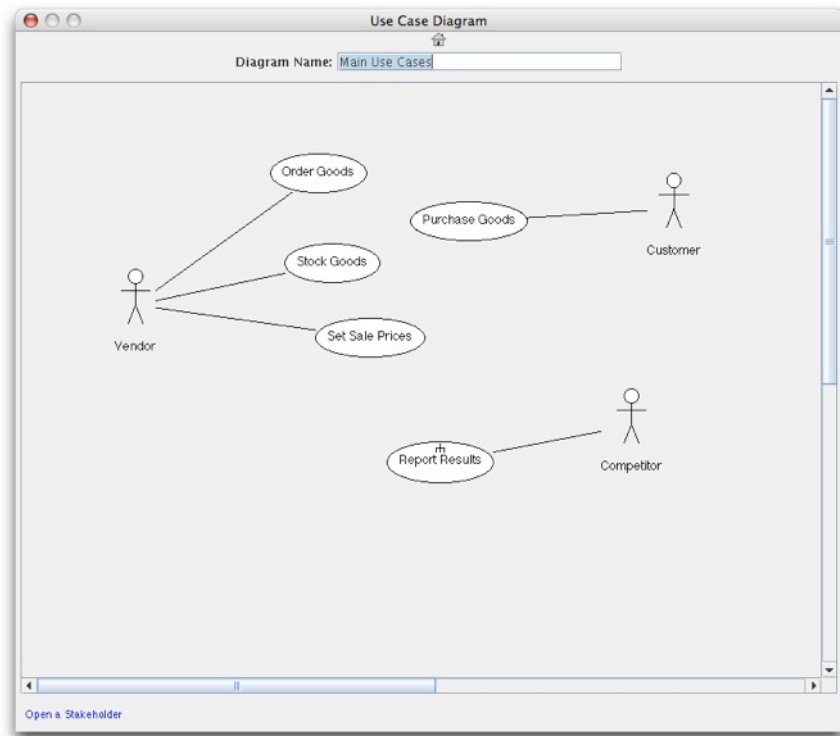 Use Case Diagram
Diagram Name: Main Use Cases
Order Goods
Purchase Goods
Customer
Stock Goods
Vendor
Set Sale Prices
Report Results
Competitor
Open a Stakeholder